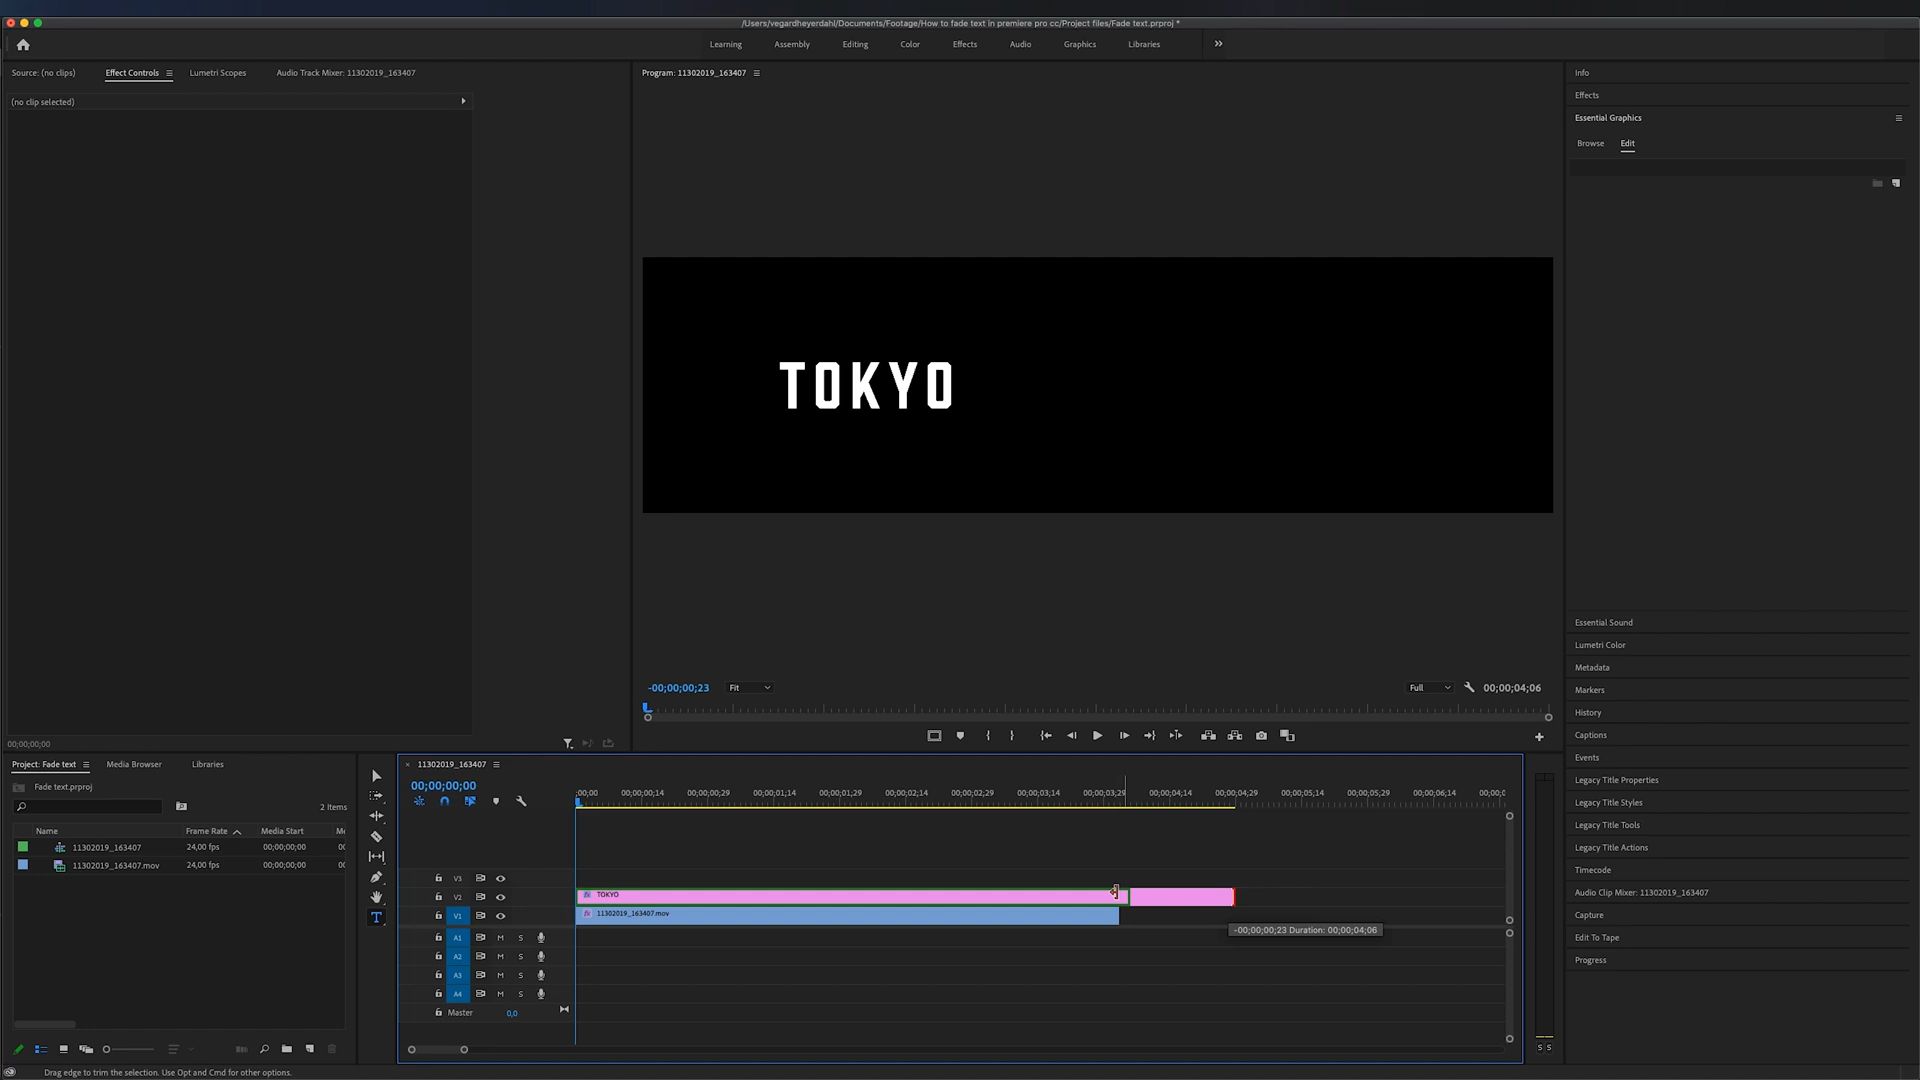 /Users/vegardheyerdahl/Documents/Footage/How to fade text in premiere pro cc/Project files/Fade text.prproj *
Learning Assembly Editing Color Effects Audio Graphics Libraries
Source: (no clips) Effect Controls Lumetri Scopes Audio Track Mixer: 11302019_163407
(no clip selected)
Program: 11302019_163407
Info
Effects
Essential Graphics
Browse Edit
TOKYO
Essential Sound
Lumetri Color
Metadata
Markers
History
Captions
Events
Legacy Title Properties
Legacy Title Styles
Legacy Title Tools
Legacy Title Actions
Timecode
Audio Clip Mixer: 11302019_163407
Capture
Edit To Tape
Progress
-00;00;00;23 Fit Full 00;00;04;06
00;00;00;00
Project: Fade text Media Browser Libraries
Fade text.prproj
2 Items
Name Frame Rate Media Start
11302019_163407 24,00 fps 00;00;00;00
11302019_163407.mov 24,00 fps 00;00;00;00
11302019_163407
00;00;00;00
;00;00 00;00;00;14 00;00;00;29 00;00;01;14 00;00;01;29 00;00;02;14 00;00;02;29 00;00;03;14 00;00;03;29 00;00;04;14 00;00;04;29 00;00;05;14 00;00;05;29 00;00;06;14
V3
V2 TOKYO
V1 11302019_163407.mov
-00;00;00;23 Duration: 00;00;04;06
A1 M S
A2 M S
A3 M S
A4 M S
Master 0,0
S S
Drag edge to trim the selection. Use Opt and Cmd for other options.